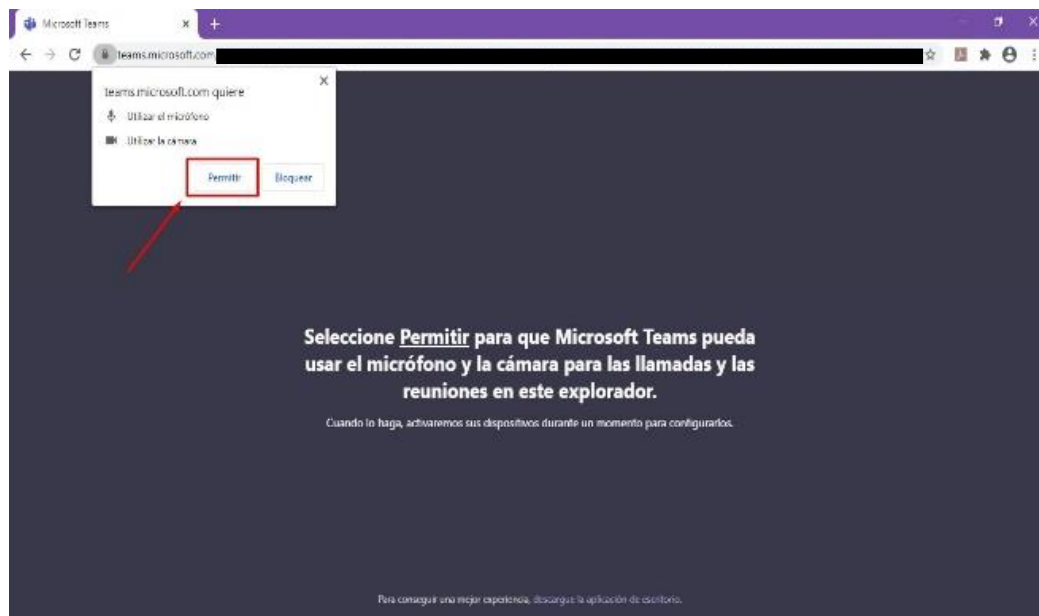 Microsoft Teams
teams.microsoft.com
teams.microsoft.com quiere
Utilizar el micrófono
Utilizar la cámara
Permitir Bloquear
Seleccione Permitir para que Microsoft Teams pueda
usar el micrófono y la cámara para las llamadas y las
reuniones en este explorador.
Cuando lo haga, activaremos sus dispositivos durante un momento para configurarlos.
Para conseguir una mejor experiencia, descargue la aplicación de escritorio.